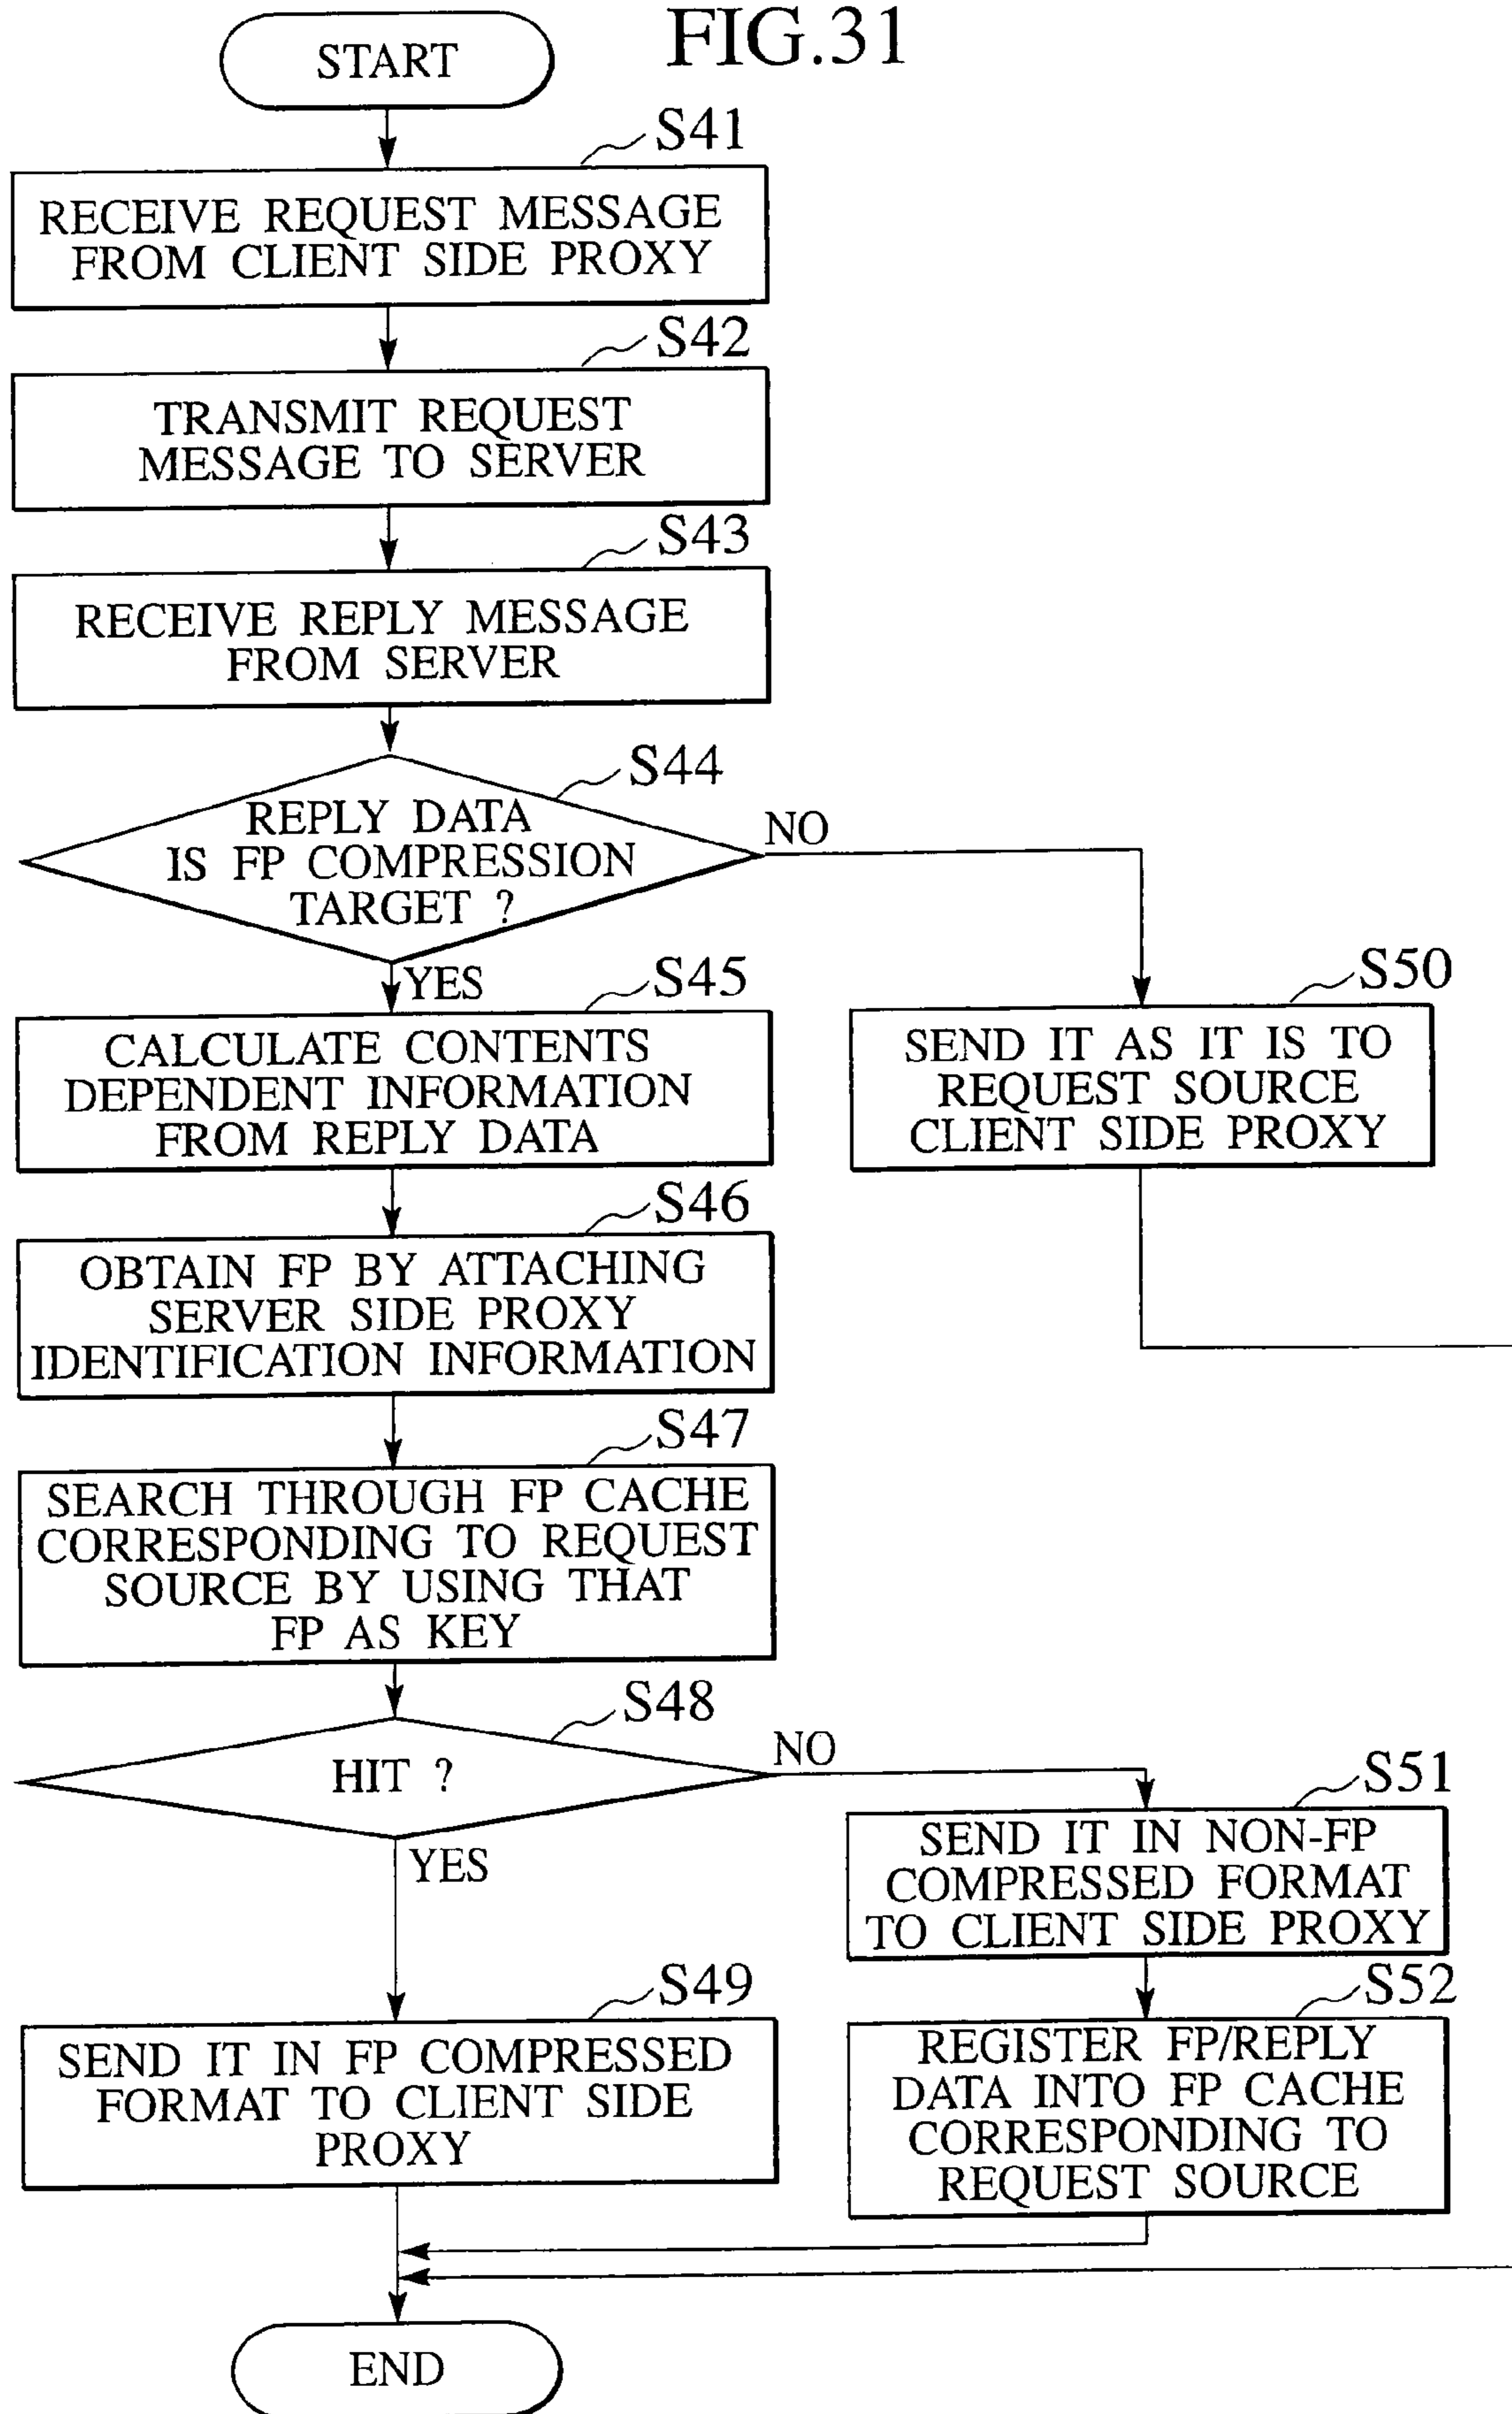 FIG.31
START
S41
RECEIVE REQUEST MESSAGE
FROM CLIENT SIDE PROXY
S42
TRANSMIT REQUEST
MESSAGE TO SERVER
S43
RECEIVE REPLY MESSAGE
FROM SERVER
S44
REPLY DATA
IS FP COMPRESSION
TARGET ?
NO
YES
S45
CALCULATE CONTENTS
DEPENDENT INFORMATION
FROM REPLY DATA
S50
SEND IT AS IT IS TO
REQUEST SOURCE
CLIENT SIDE PROXY
S46
OBTAIN FP BY ATTACHING
SERVER SIDE PROXY
IDENTIFICATION INFORMATION
S47
SEARCH THROUGH FP CACHE
CORRESPONDING TO REQUEST
SOURCE BY USING THAT
FP AS KEY
S48
HIT ?
NO
YES
S51
SEND IT IN NON-FP
COMPRESSED FORMAT
TO CLIENT SIDE PROXY
S49
SEND IT IN FP COMPRESSED
FORMAT TO CLIENT SIDE
PROXY
S52
REGISTER FP/REPLY
DATA INTO FP CACHE
CORRESPONDING TO
REQUEST SOURCE
END